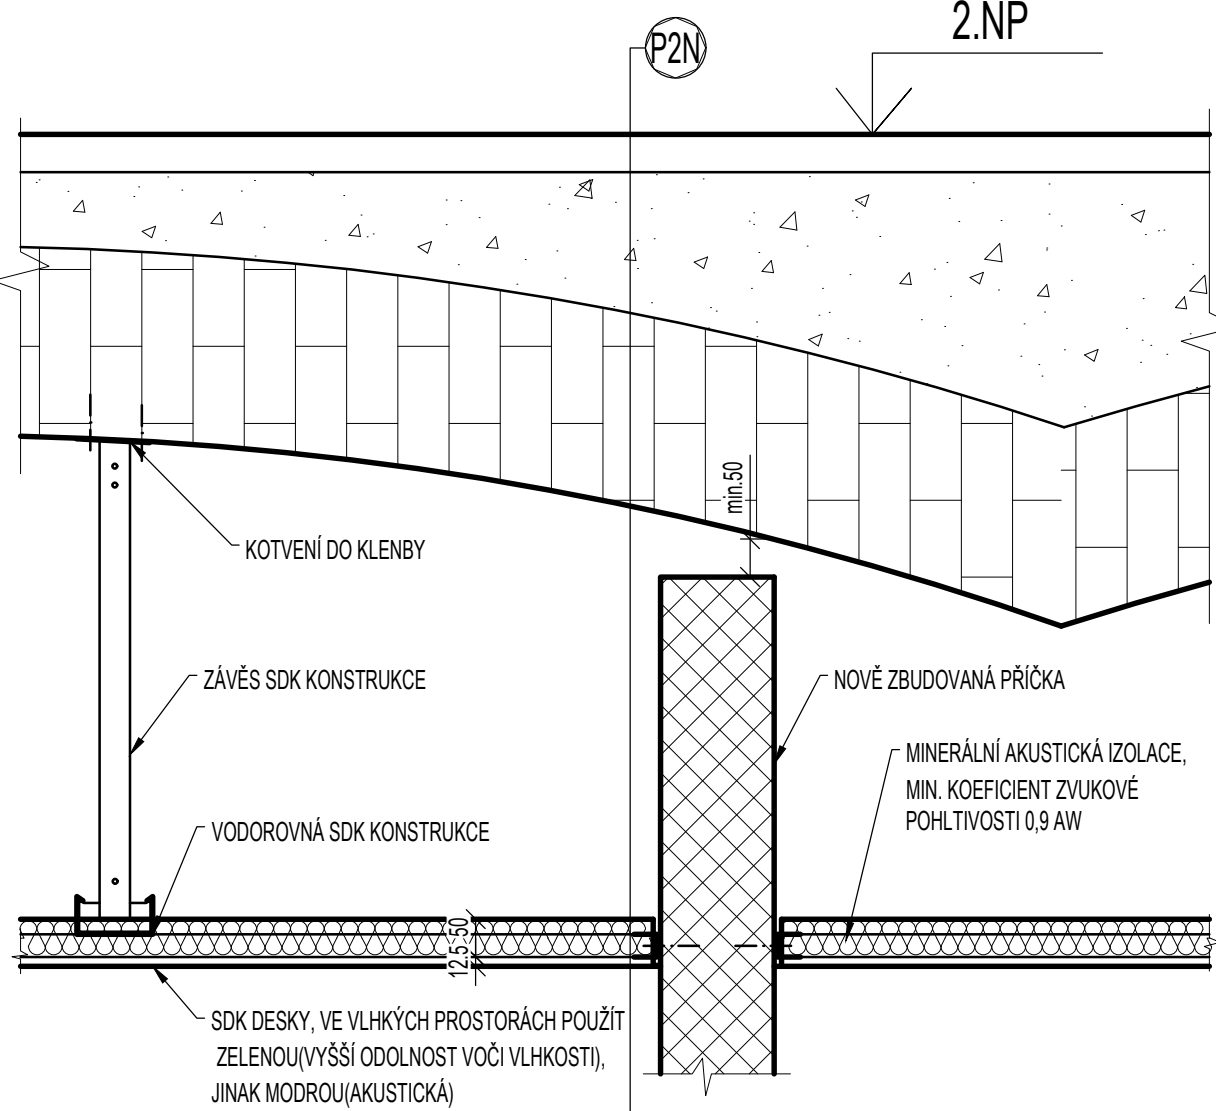 2.NP
P2N
min.50
KOTVENÍ DO KLENBY
ZÁVĚS SDK KONSTRUKCE
NOVĚ ZBUDOVANÁ PŘÍČKA
MINERÁLNÍ AKUSTICKÁ IZOLACE,
MIN. KOEFICIENT ZVUKOVÉ
POHLTIVOSTI 0,9 AW
VODOROVNÁ SDK KONSTRUKCE
12.5 50
SDK DESKY, VE VLHKÝCH PROSTORÁCH POUŽÍT
ZELENOU(VYŠŠÍ ODOLNOST VOČI VLHKOSTI),
JINAK MODROU(AKUSTICKÁ)